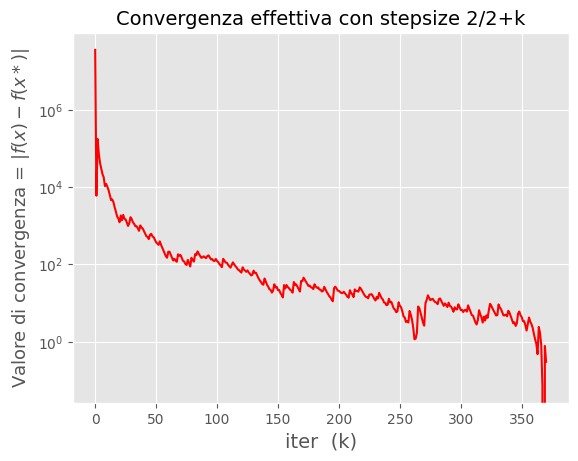 Convergenza effettiva con stepsize 2/2+k
Valore di convergenza = |f(x) − f(x*)|
10⁶
10⁴
10²
10⁰
0 50 100 150 200 250 300 350
iter (k)